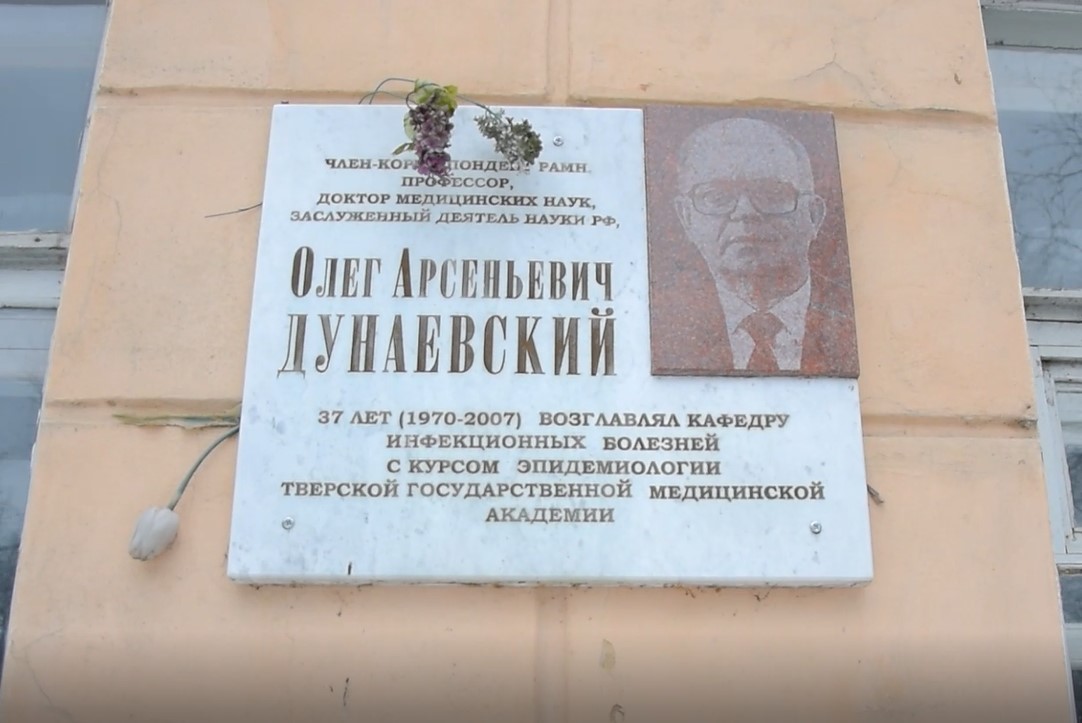 ЧЛЕН-КОРРЕСПОНДЕНТ РАМН,
ПРОФЕССОР,
ДОКТОР МЕДИЦИНСКИХ НАУК,
ЗАСЛУЖЕННЫЙ ДЕЯТЕЛЬ НАУКИ РФ,
ОЛЕГ АРСЕНЬЕВИЧ
ДУНАЕВСКИЙ
37 ЛЕТ (1970-2007) ВОЗГЛАВЛЯЛ КАФЕДРУ
ИНФЕКЦИОННЫХ БОЛЕЗНЕЙ
С КУРСОМ ЭПИДЕМИОЛОГИИ
ТВЕРСКОЙ ГОСУДАРСТВЕННОЙ МЕДИЦИНСКОЙ
АКАДЕМИИ